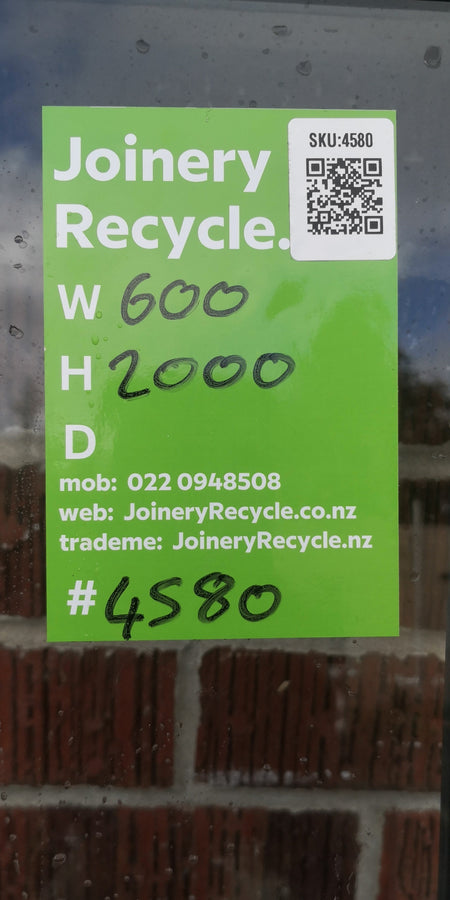 Joinery
SKU:4580
Recycle.
W 600
H 2000
D
mob: 022 0948508
web: JoineryRecycle.co.nz
trademe: JoineryRecycle.nz
#4580